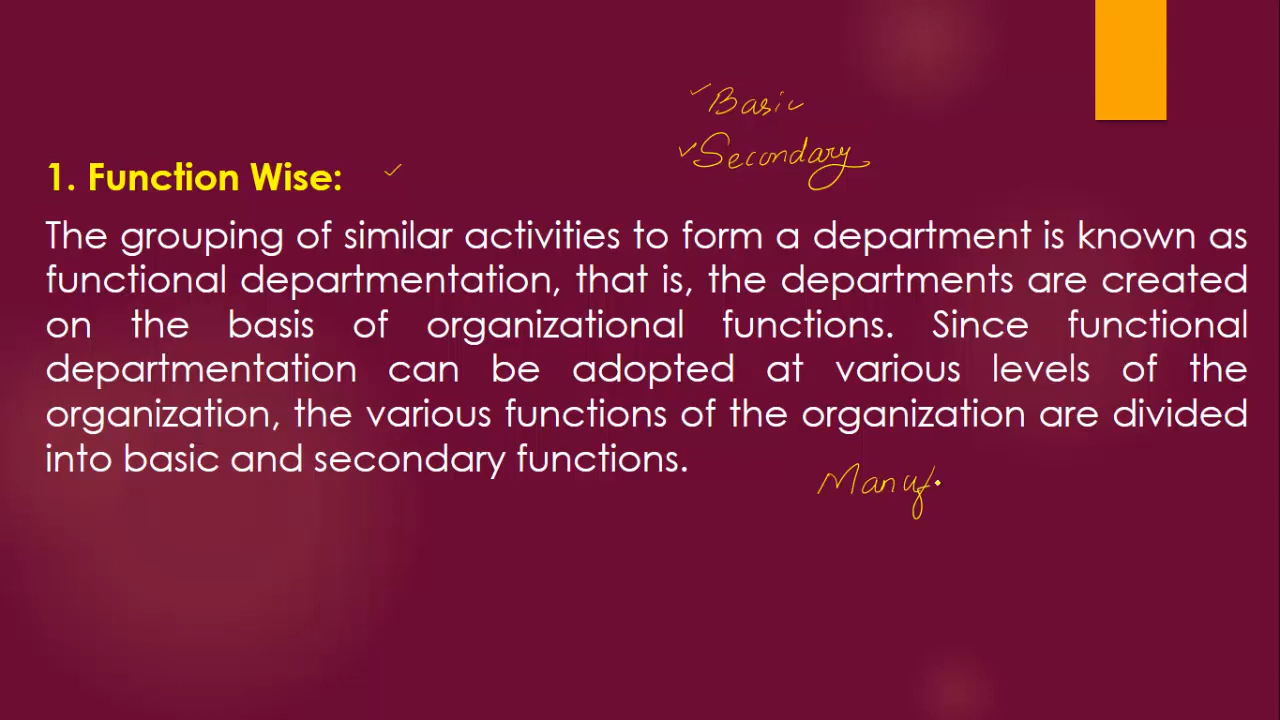 Basic
Secondary
1. Function Wise:
The grouping of similar activities to form a department is known as
functional departmentation, that is, the departments are created
on the basis of organizational functions. Since functional
departmentation can be adopted at various levels of the
organization, the various functions of the organization are divided
into basic and secondary functions.
Manuf